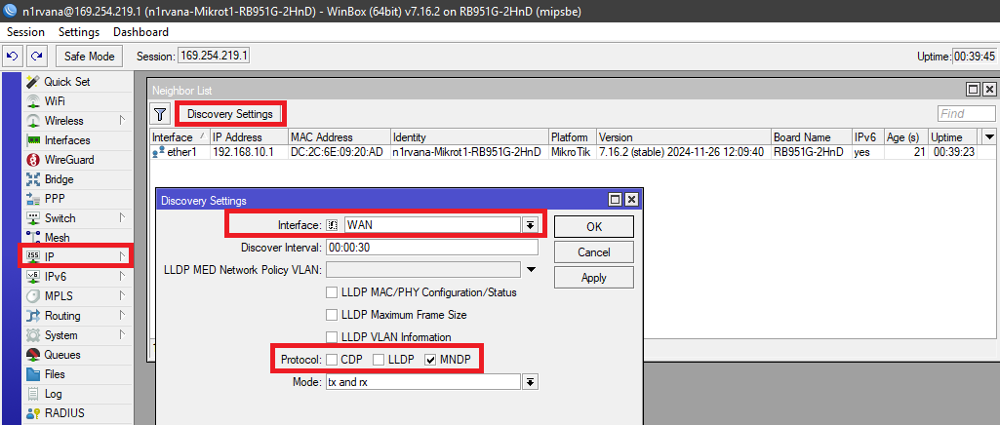 n1rvana@169.254.219.1 (n1rvana-Mikrot1-RB951G-2HnD) - WinBox (64bit) v7.16.2 on RB951G-2HnD (mipsbe)
Session Settings Dashboard
Safe Mode Session: 169.254.219.1 Uptime: 00:39:45
Quick Set
WiFi
Wireless
Interfaces
WireGuard
Bridge
PPP
Switch
Mesh
IP
IPv6
MPLS
Routing
System
Queues
Files
Log
RADIUS
Neighbor List
Discovery Settings Find
Interface IP Address MAC Address Identity Platform Version Board Name IPv6 Age (s) Uptime
ether1 192.168.10.1 DC:2C:6E:09:20:AD n1rvana-Mikrot1-RB951G-2HnD MikroTik 7.16.2 (stable) 2024-11-26 12:09:40 RB951G-2HnD yes 21 00:39:23
Discovery Settings
Interface: WAN OK
Discover Interval: 00:00:30 Cancel
LLDP MED Network Policy VLAN: Apply
LLDP MAC/PHY Configuration/Status
LLDP Maximum Frame Size
LLDP VLAN Information
Protocol: CDP LLDP MNDP
Mode: tx and rx